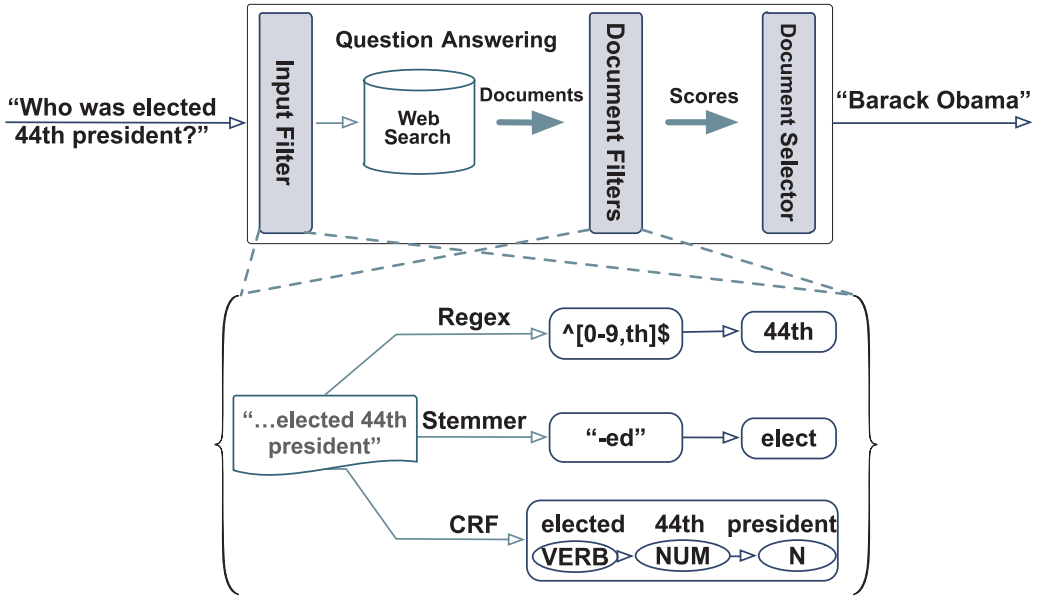 Question Answering
“Who was elected
44th president?”
Input Filter
Web
Search
Documents
Document Filters
Scores
Document Selector
“Barack Obama”
Regex
^[0-9,th]$
44th
“...elected 44th
president”
Stemmer
“-ed”
elect
CRF
elected 44th president
VERB NUM N